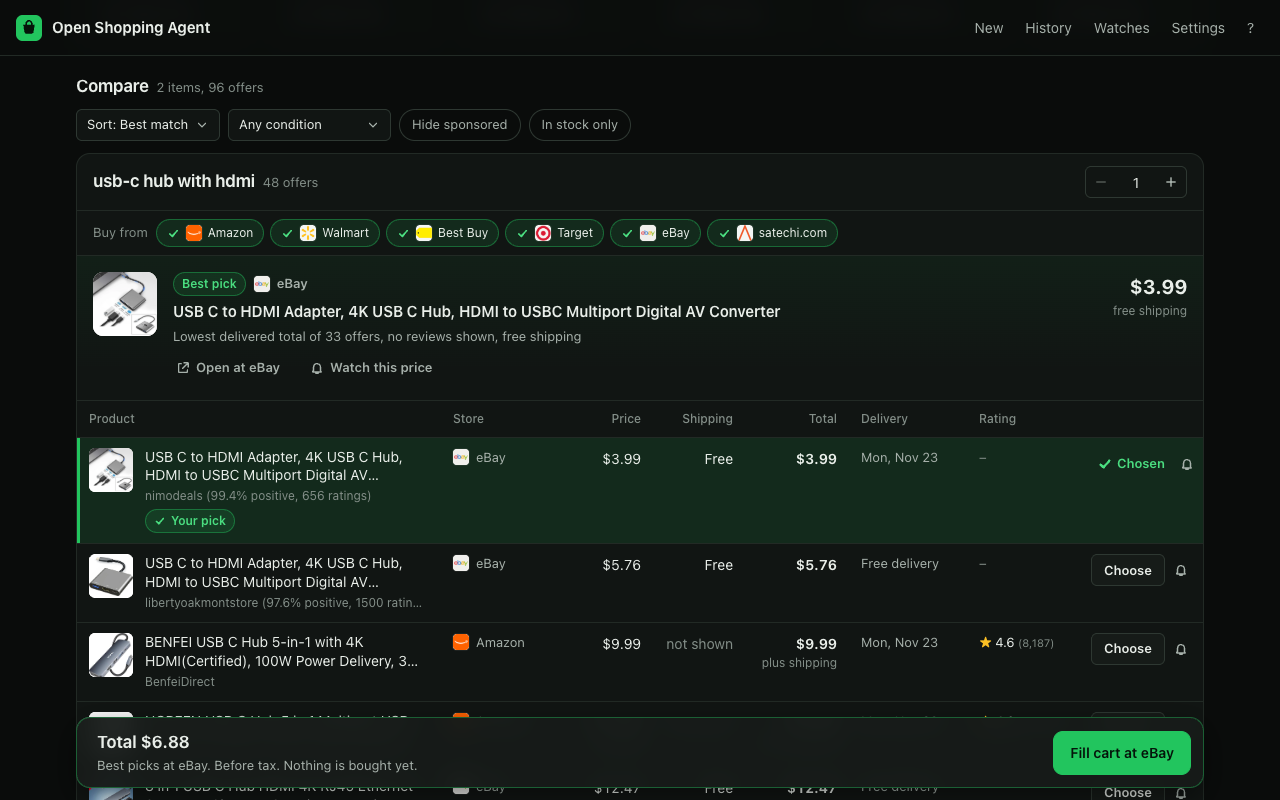 Open Shopping Agent
New History Watches Settings ?
Compare 2 items, 96 offers
Sort: Best match Any condition Hide sponsored In stock only
usb-c hub with hdmi 48 offers 1
Buy from Amazon Walmart Best Buy Target eBay satechi.com
Best pick eBay
$3.99
USB C to HDMI Adapter, 4K USB C Hub, HDMI to USBC Multiport Digital AV Converter
free shipping
Lowest delivered total of 33 offers, no reviews shown, free shipping
Open at eBay Watch this price
Product Store Price Shipping Total Delivery Rating
USB C to HDMI Adapter, 4K USB C Hub,
HDMI to USBC Multiport Digital AV...
eBay $3.99 Free $3.99 Mon, Nov 23 – Chosen
nimodeals (99.4% positive, 656 ratings)
Your pick
USB C to HDMI Adapter, 4K USB C Hub,
HDMI to USBC Multiport Digital AV...
eBay $5.76 Free $5.76 Free delivery – Choose
libertyoakmontstore (97.6% positive, 1500 ratin...
BENFEI USB C Hub 5-in-1 with 4K
HDMI(Certified), 100W Power Delivery, 3...
Amazon $9.99 not shown $9.99 Mon, Nov 23 4.6 (8,187) Choose
plus shipping
BenfeiDirect
Total $6.88
Best picks at eBay. Before tax. Nothing is bought yet.
Fill cart at eBay
eBay $12.47 Free $12.47 Free delivery Choose